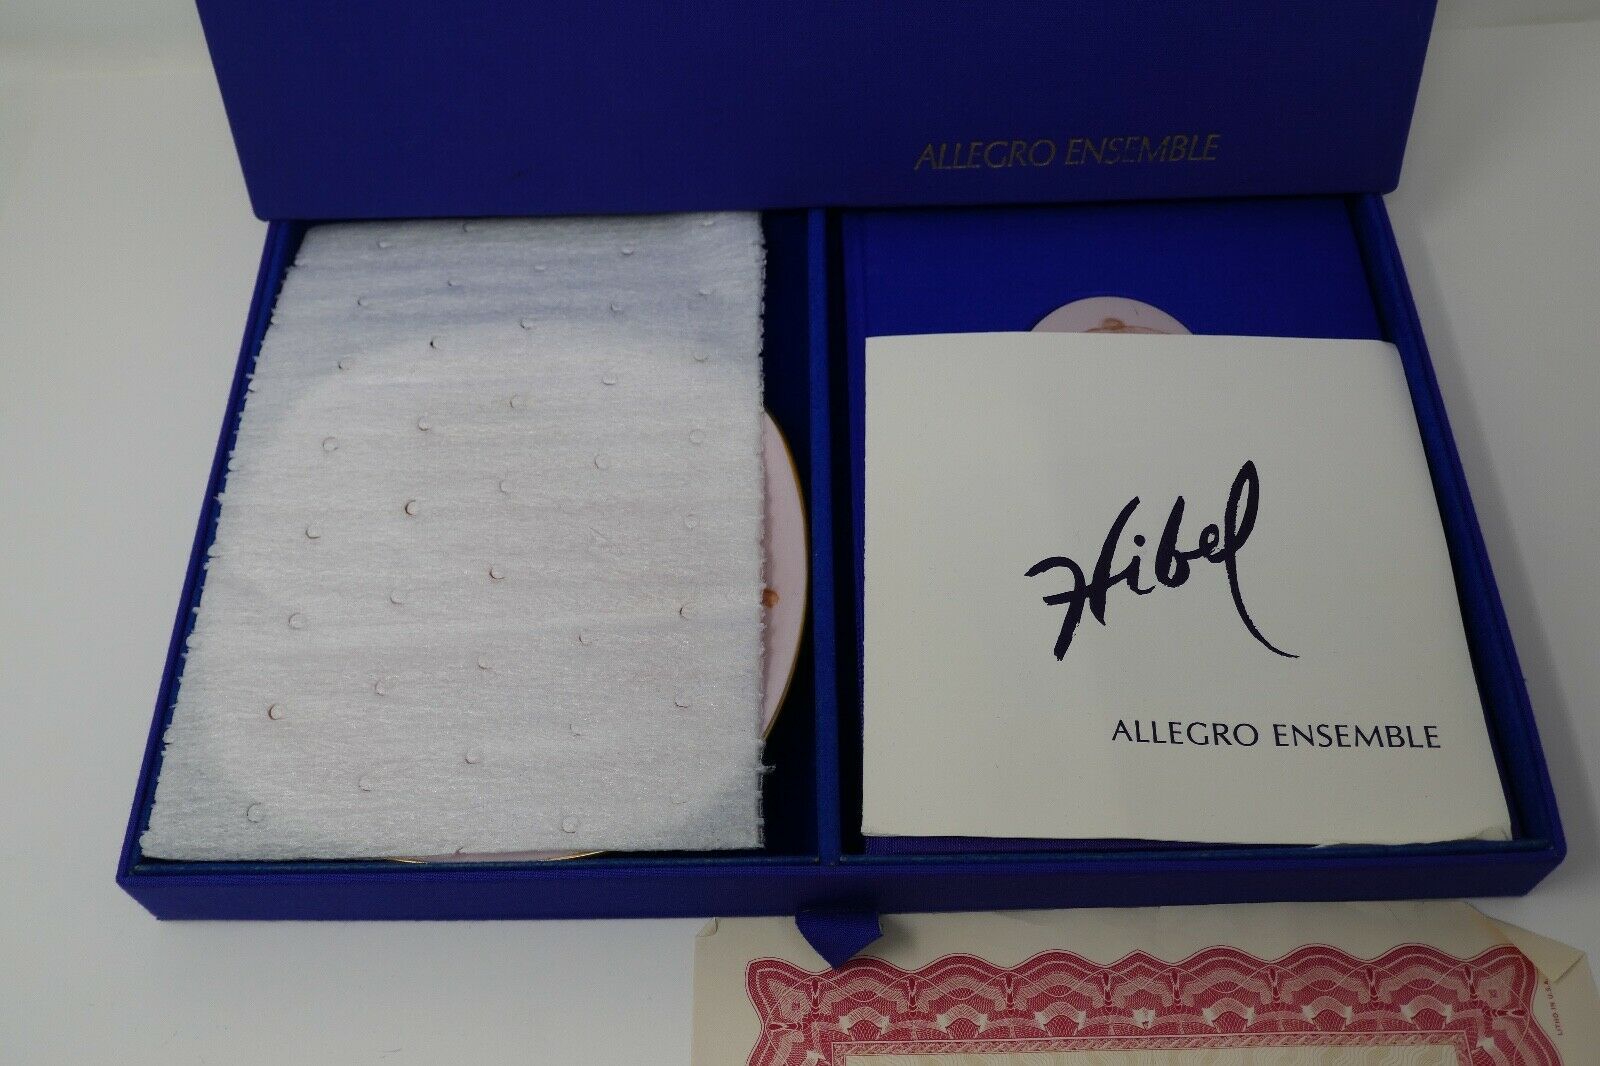 ALLEGRO ENSEMBLE
Hibel
ALLEGRO ENSEMBLE
LITHO IN U.S.A.